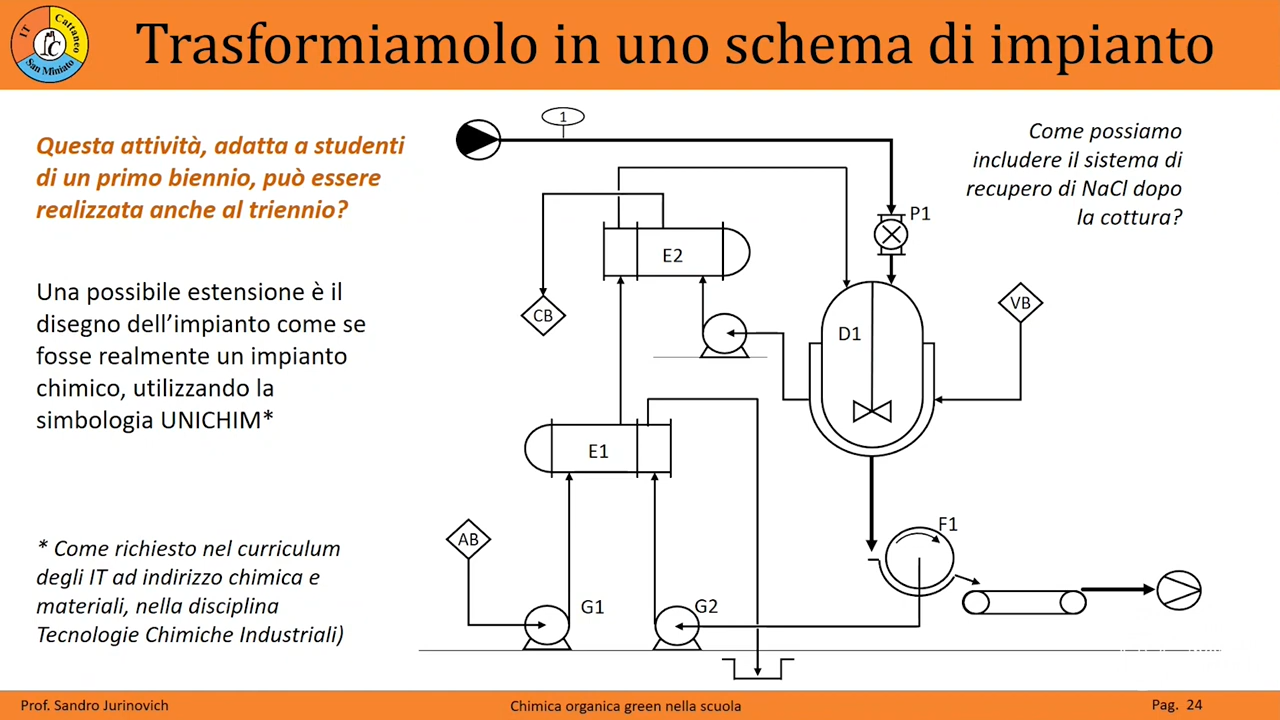 IT Cattaneo
San Miniato
Trasformiamolo in uno schema di impianto
Questa attività, adatta a studenti
di un primo biennio, può essere
realizzata anche al triennio?
Una possibile estensione è il
disegno dell’impianto come se
fosse realmente un impianto
chimico, utilizzando la
simbologia UNICHIM*
* Come richiesto nel curriculum
degli IT ad indirizzo chimica e
materiali, nella disciplina
Tecnologie Chimiche Industriali)
1
Come possiamo
includere il sistema di
recupero di NaCl dopo
la cottura?
P1
E2
CB
D1
VB
E1
AB
F1
G1
G2
Prof. Sandro Jurinovich
Chimica organica green nella scuola
Pag. 24